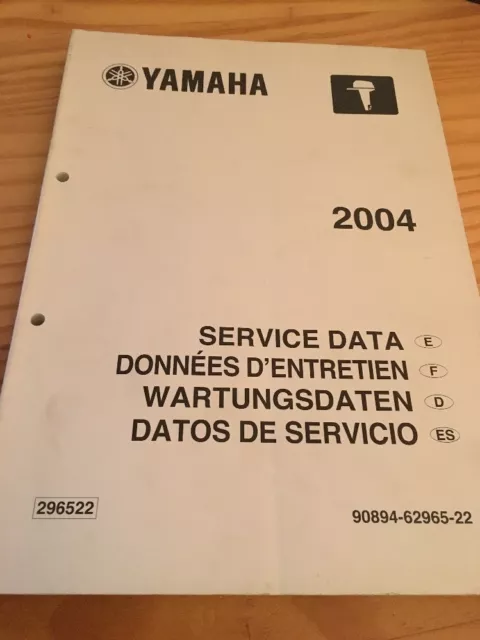 YAMAHA
2004
SERVICE DATA E
DONNÉES D'ENTRETIEN F
WARTUNGSDATEN D
DATOS DE SERVICIO ES
296522
90894-62965-22